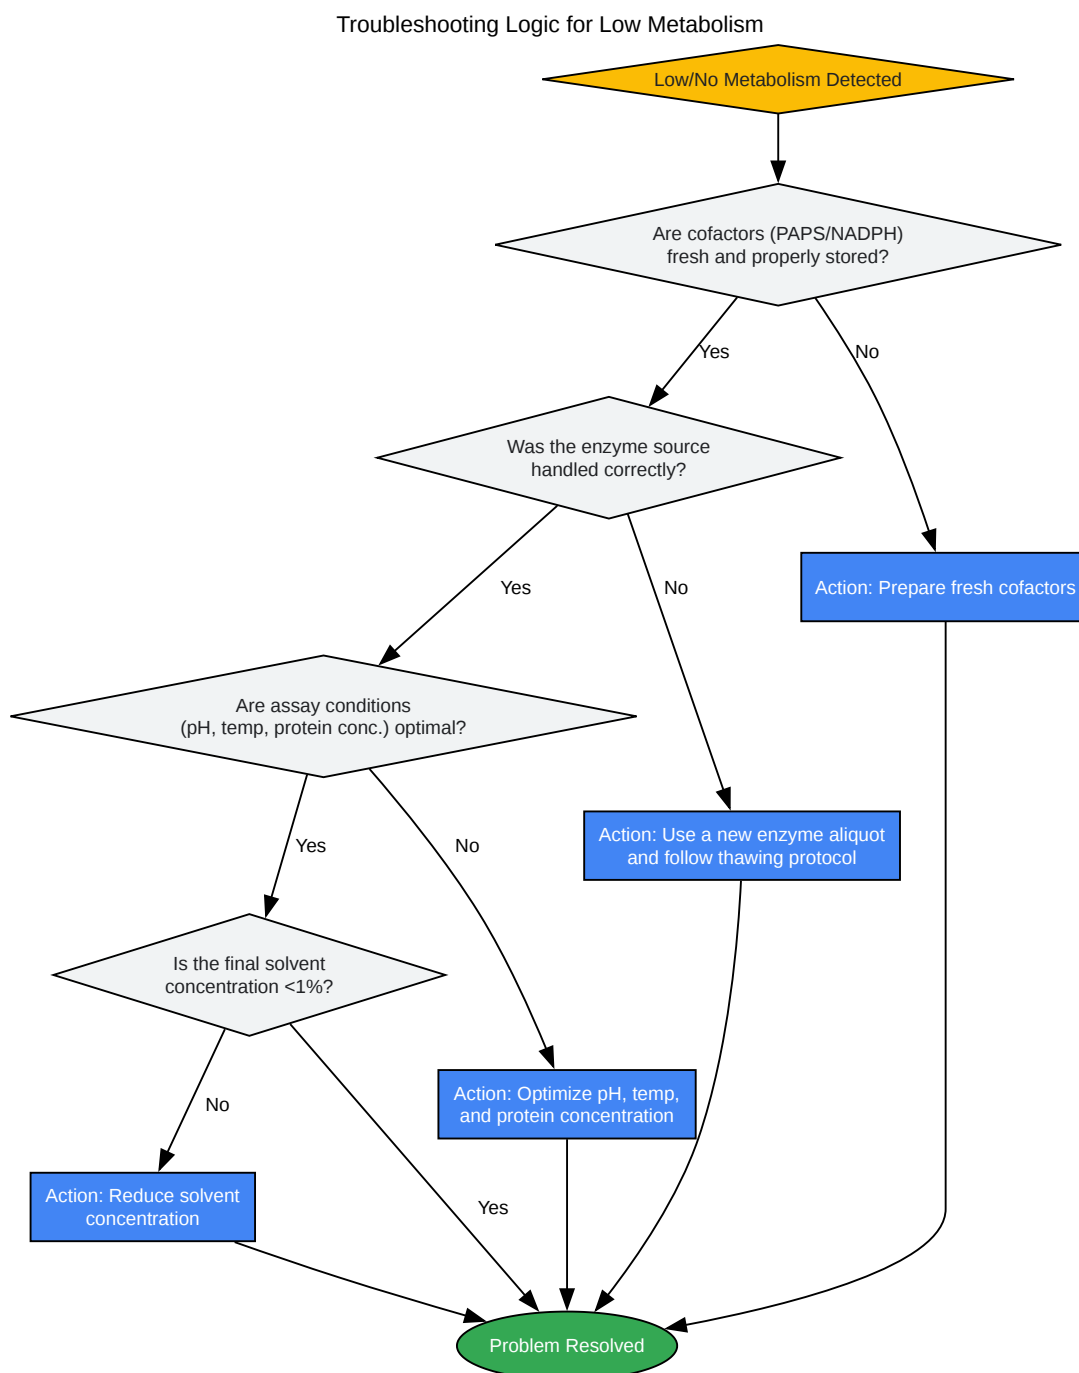 Troubleshooting Logic for Low Metabolism
Low/No Metabolism Detected
Are cofactors (PAPS/NADPH)
fresh and properly stored?
Yes
No
Was the enzyme source
handled correctly?
Yes
No
Action: Prepare fresh cofactors
Are assay conditions
(pH, temp, protein conc.) optimal?
Yes
No
Action: Use a new enzyme aliquot
and follow thawing protocol
Is the final solvent
concentration <1%?
No
Yes
Action: Optimize pH, temp,
and protein concentration
Action: Reduce solvent
concentration
Problem Resolved